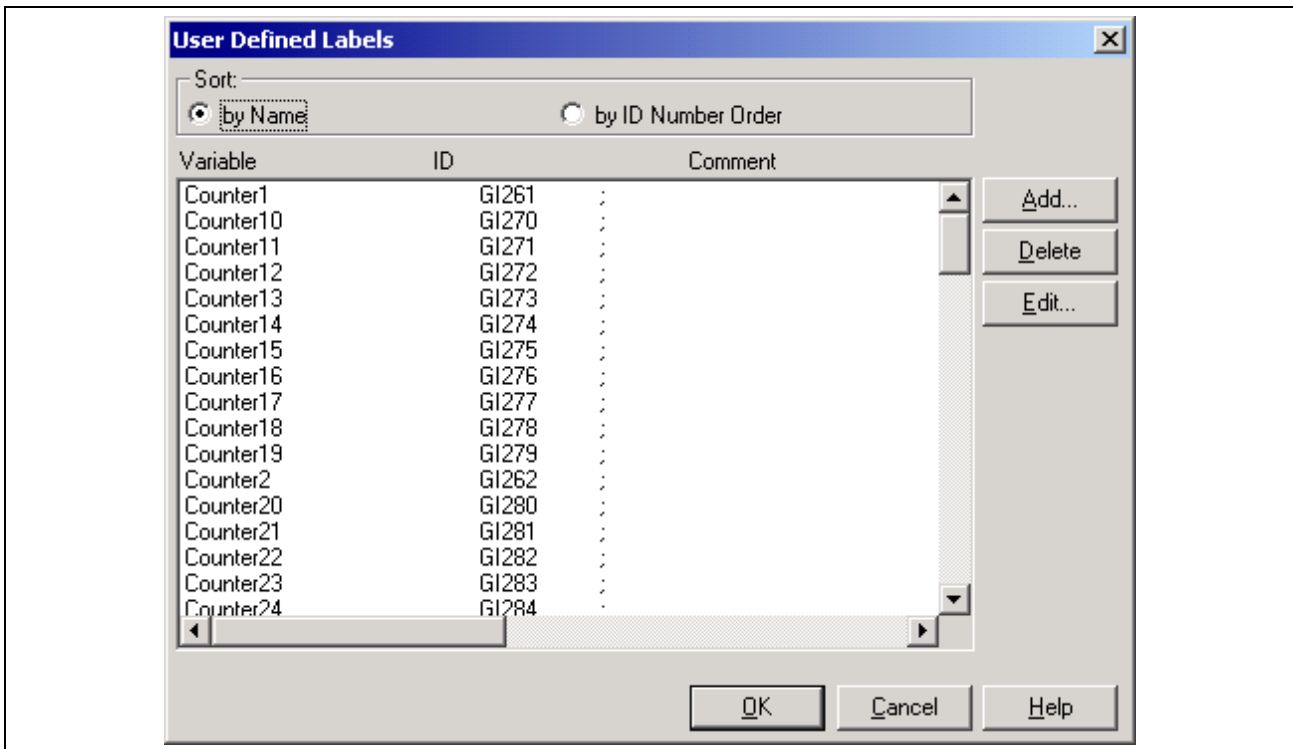 User Defined Labels
Sort:
by Name by ID Number Order
Variable ID Comment
Counter1 GI261 ;
Counter10 GI270 ;
Counter11 GI271 ;
Counter12 GI272 ;
Counter13 GI273 ;
Counter14 GI274 ;
Counter15 GI275 ;
Counter16 GI276 ;
Counter17 GI277 ;
Counter18 GI278 ;
Counter19 GI279 ;
Counter2 GI262 ;
Counter20 GI280 ;
Counter21 GI281 ;
Counter22 GI282 ;
Counter23 GI283 ;
Counter24 GI284 ;
Add...
Delete
Edit...
OK Cancel Help